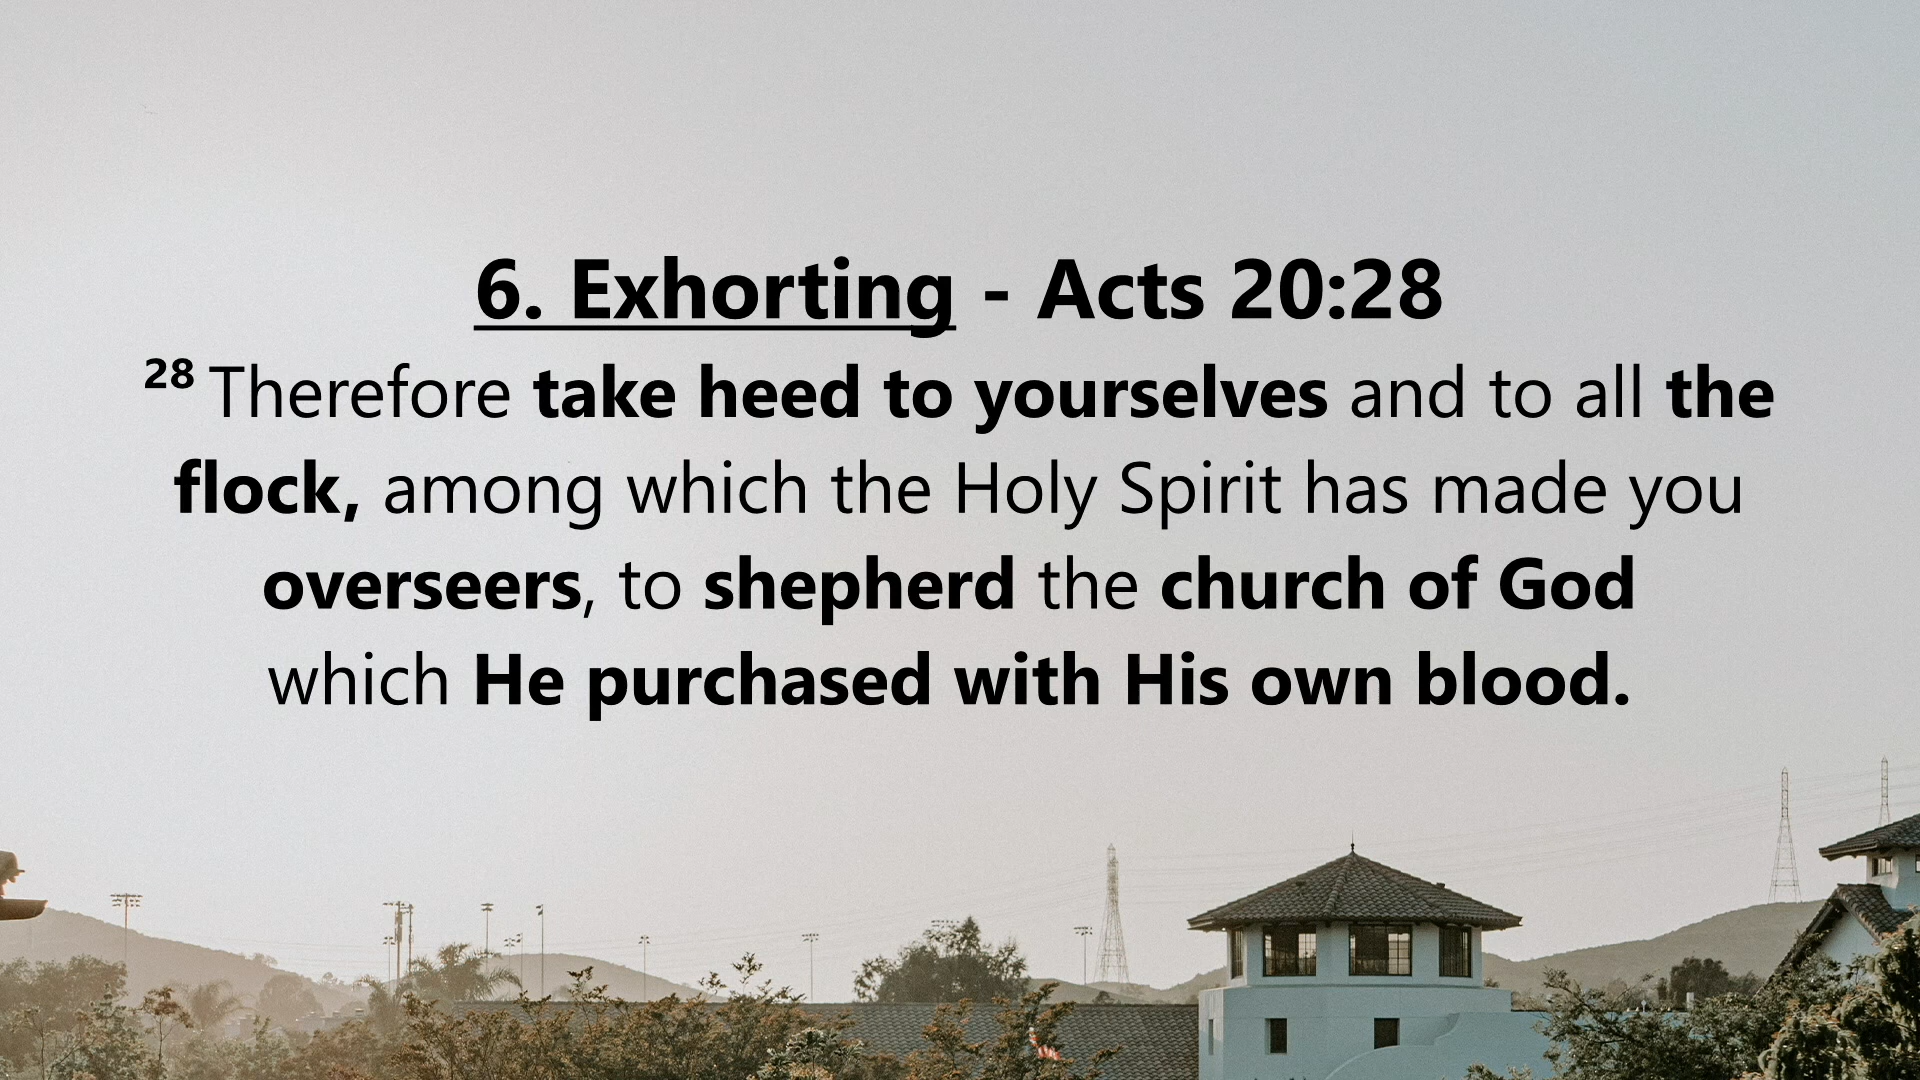 6. Exhorting - Acts 20:28
28 Therefore take heed to yourselves and to all the
flock, among which the Holy Spirit has made you
overseers, to shepherd the church of God
which He purchased with His own blood.